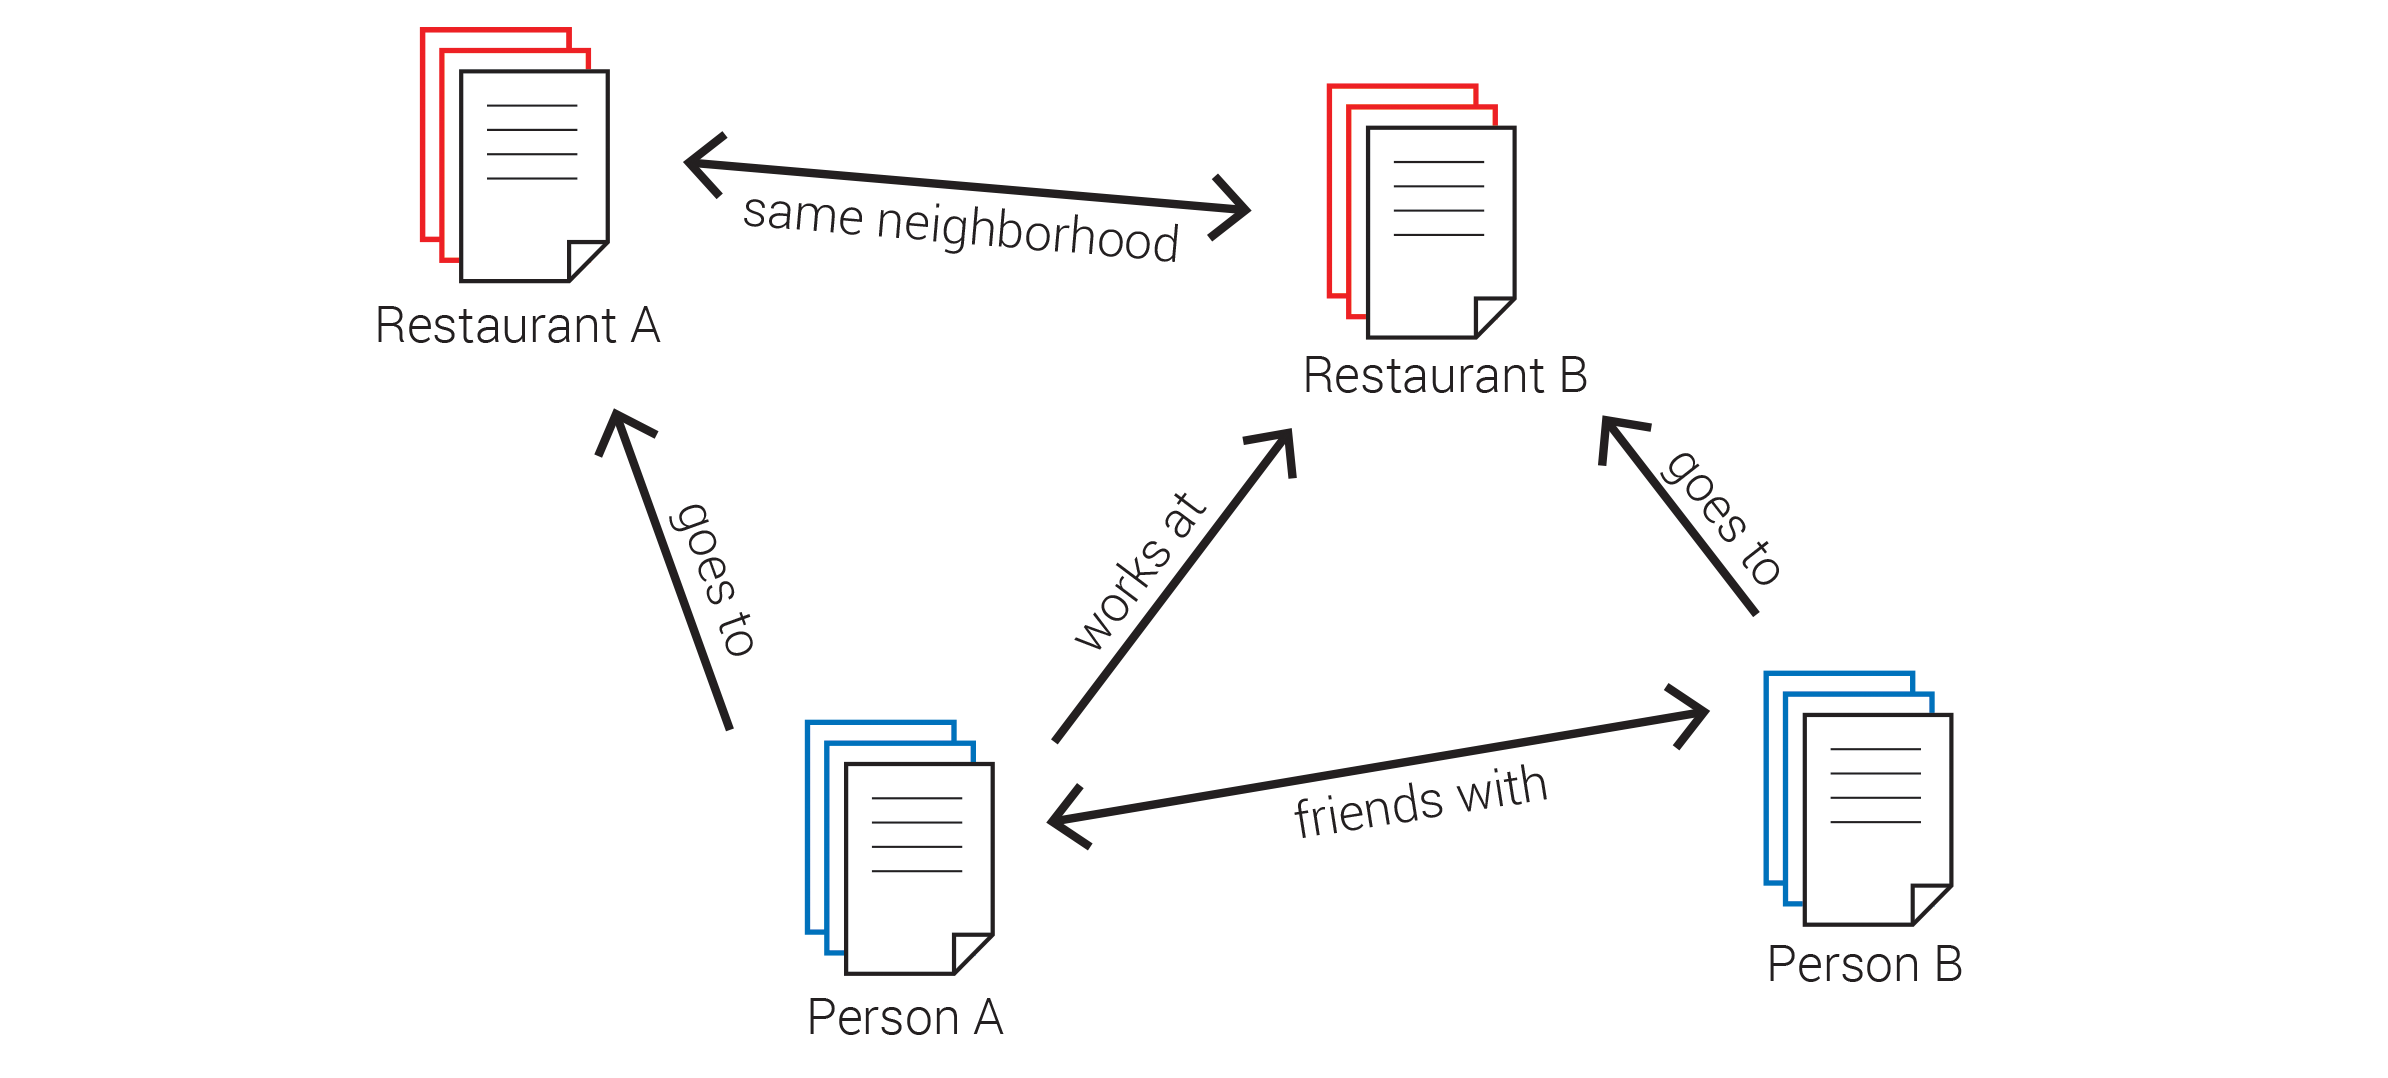 same neighborhood
Restaurant A
Restaurant B
goes to
works at
goes to
friends with
Person B
Person A